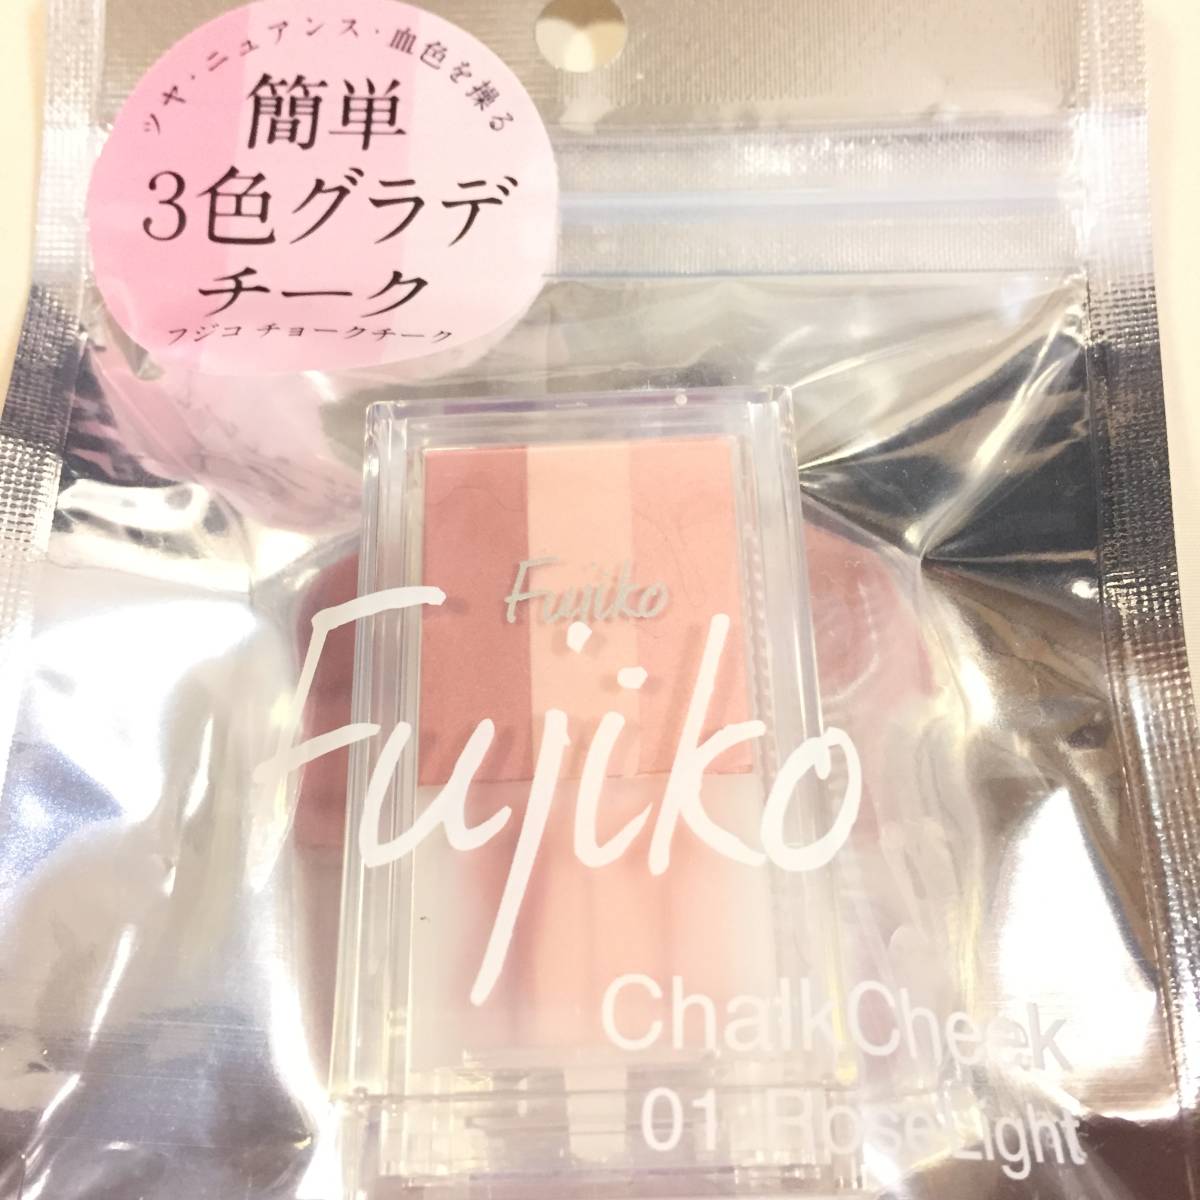 ツヤ・ニュアンス・血色を操る
簡単
3色グラデ
チーク
フジコ チョークチーク
Fujiko
Fujiko
Chalk Cheek
01 Rose Light